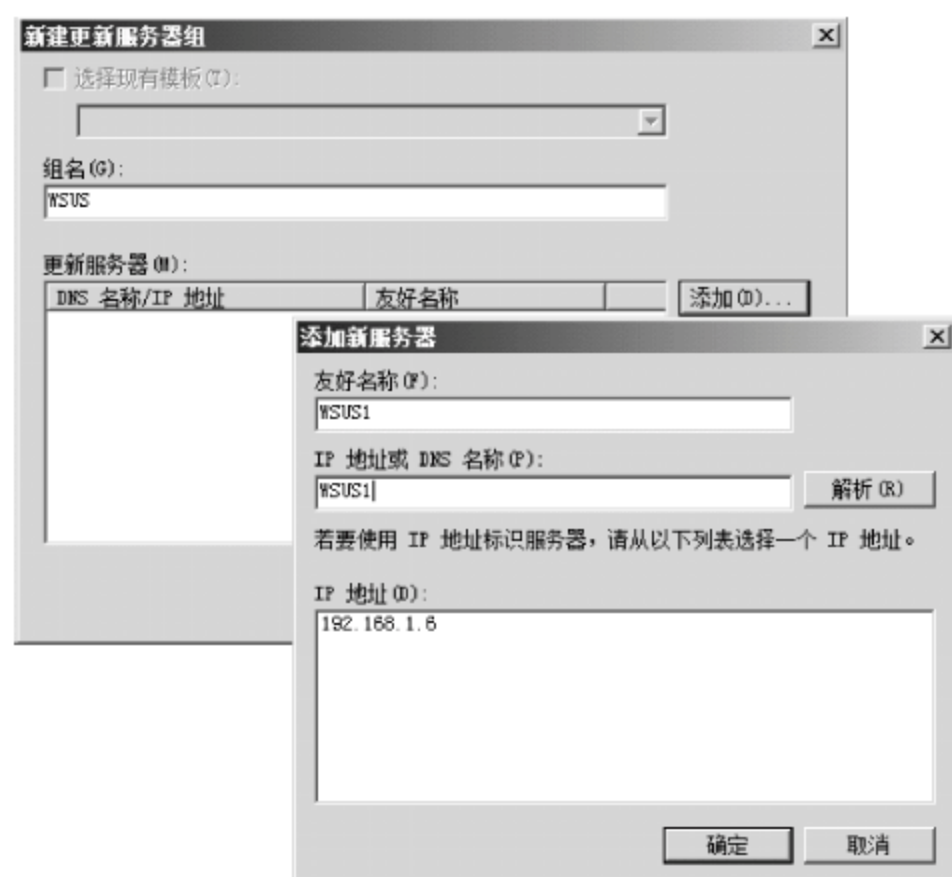 新建更新服务器组
选择现有模板(T):
组名(G):
WSUS
更新服务器(M):
DNS 名称/IP 地址 友好名称 添加(D)...
添加新服务器
友好名称(F):
WSUS1
IP 地址或 DNS 名称(P):
WSUS1 解析(R)
若要使用 IP 地址标识服务器，请从以下列表选择一个 IP 地址。
IP 地址(D):
192.168.1.6
确定 取消